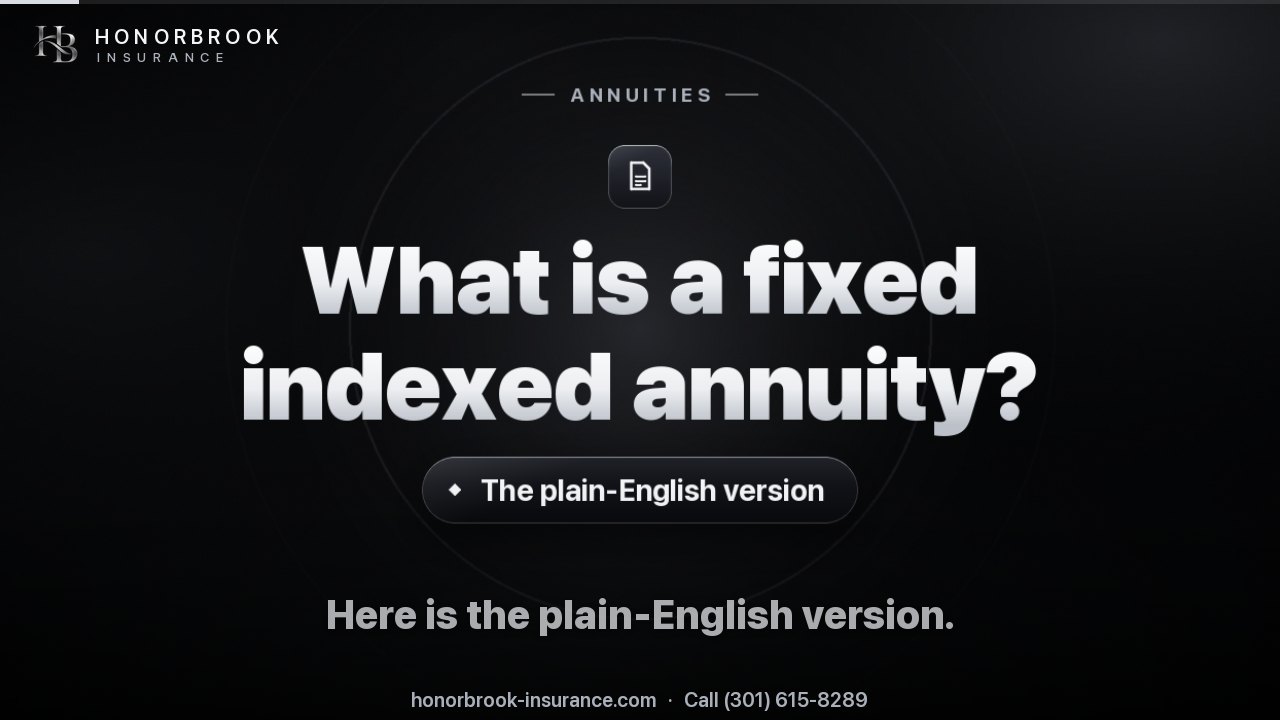 HONORBROOK
INSURANCE
ANNUITIES
What is a fixed
indexed annuity?
The plain-English version
Here is the plain-English version.
honorbrook-insurance.com · Call (301) 615-8289